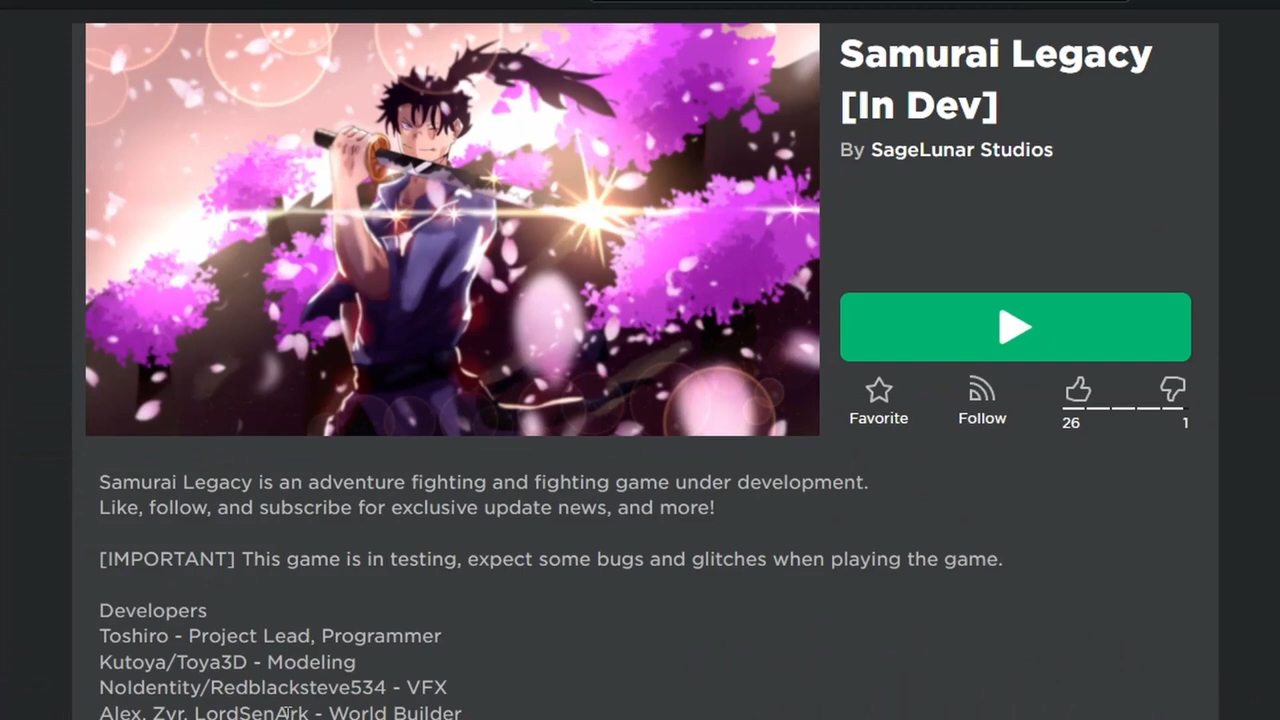 Samurai Legacy
[In Dev]
By SageLunar Studios
Favorite
Follow
26
1
Samurai Legacy is an adventure fighting and fighting game under development.
Like, follow, and subscribe for exclusive update news, and more!
[IMPORTANT] This game is in testing, expect some bugs and glitches when playing the game.
Developers
Toshiro - Project Lead, Programmer
Kutoya/Toya3D - Modeling
NoIdentity/Redblacksteve534 - VFX
Alex, Zyr, LordSenArk - World Builder